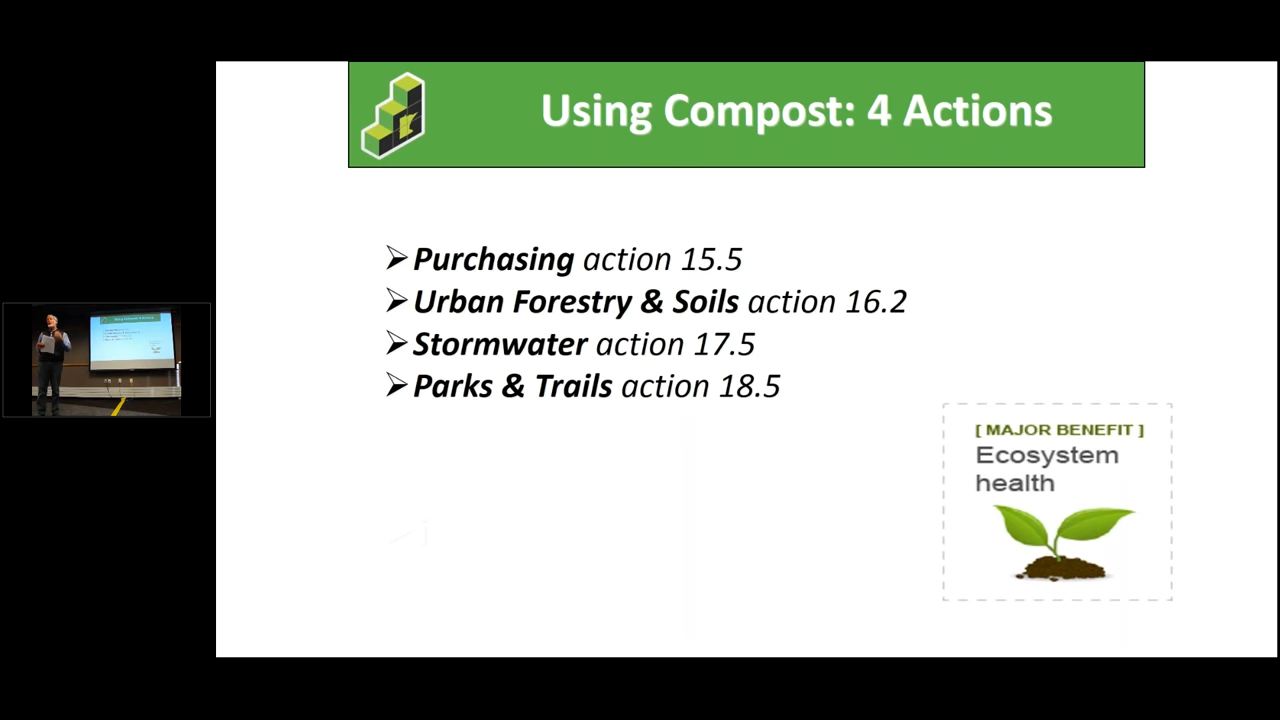 Using Compost: 4 Actions
Purchasing action 15.5
Urban Forestry & Soils action 16.2
Stormwater action 17.5
Parks & Trails action 18.5
[ MAJOR BENEFIT ]
Ecosystem
health